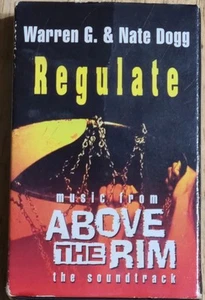 Warren G. & Nate Dogg
Regulate
music from
ABOVE
THE RIM
the soundtrack